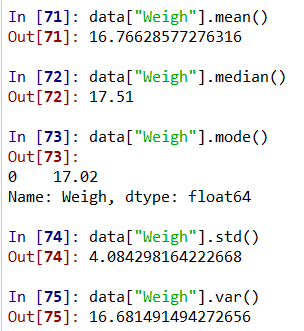 In [71]: data["Weigh"].mean()
Out[71]: 16.76628577276316
In [72]: data["Weigh"].median()
Out[72]: 17.51
In [73]: data["Weigh"].mode()
Out[73]:
0    17.02
Name: Weigh, dtype: float64
In [74]: data["Weigh"].std()
Out[74]: 4.084298164222668
In [75]: data["Weigh"].var()
Out[75]: 16.681491494272656